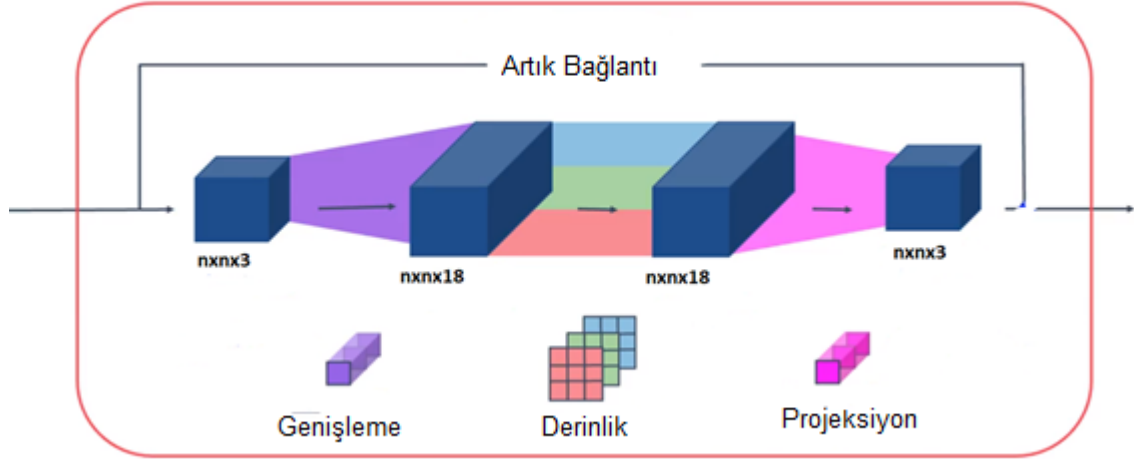 Artık Bağlantı
nxnx3
nxnx18
nxnx18
nxnx3
Genişleme
Derinlik
Projeksiyon